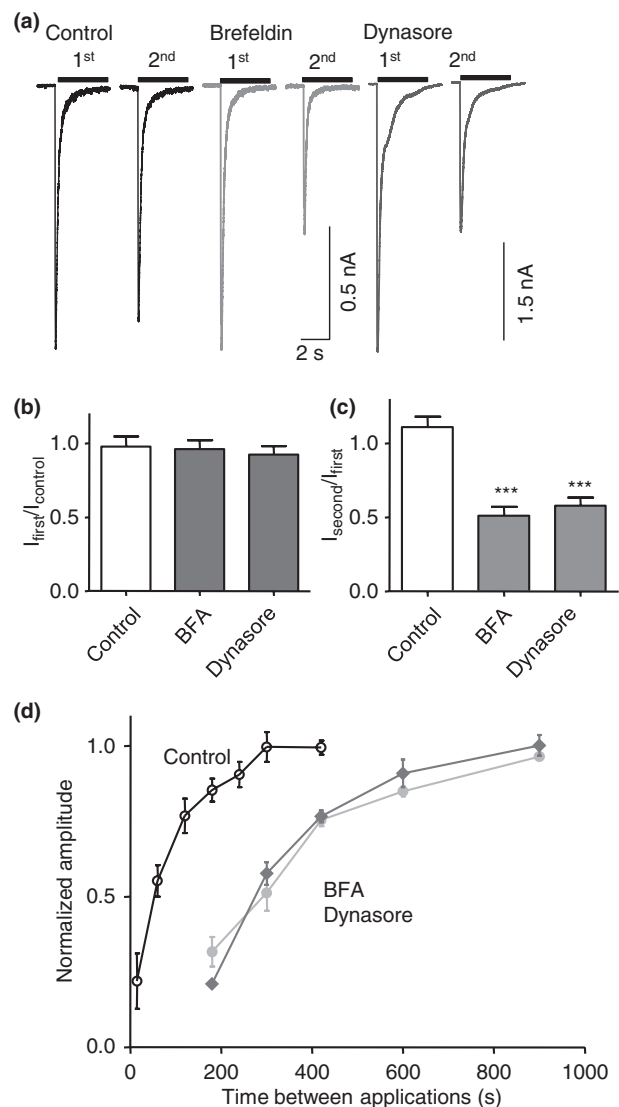 (a)
Control Brefeldin Dynasore
1st 2nd 1st 2nd 1st 2nd
0.5 nA
2 s
1.5 nA
(b)
Ifirst/Icontrol
1.0
0.5
0.0
Control
BFA
Dynasore
(c)
Isecond/Ifirst
1.0
0.5
0.0
***
***
Control
BFA
Dynasore
(d)
Normalized amplitude
1.0
0.5
0.0
Control
BFA
Dynasore
0 200 400 600 800 1000
Time between applications (s)